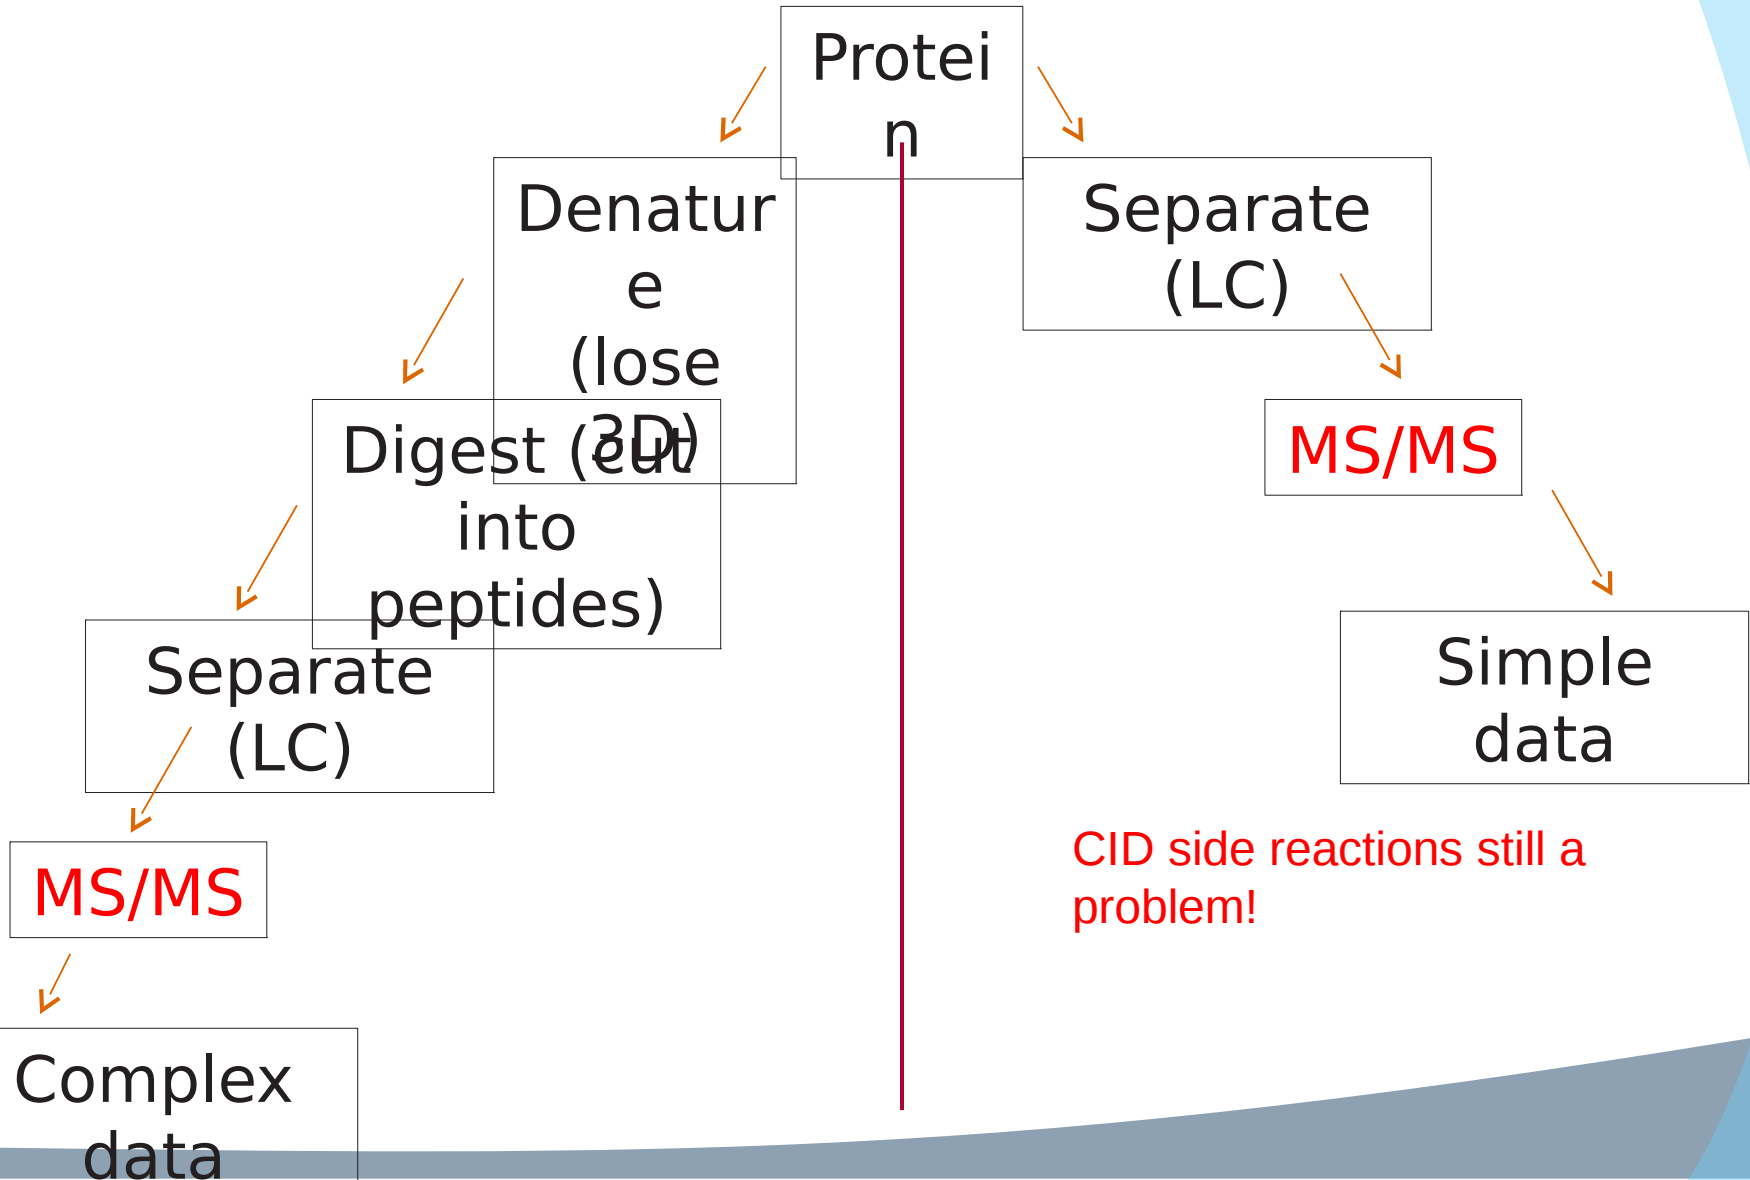 Protei
n
Denatur
e
(lose
3D)
Digest (cut
into
peptides)
Separate
(LC)
MS/MS
Complex
data
Separate
(LC)
MS/MS
Simple
data
CID side reactions still a
problem!